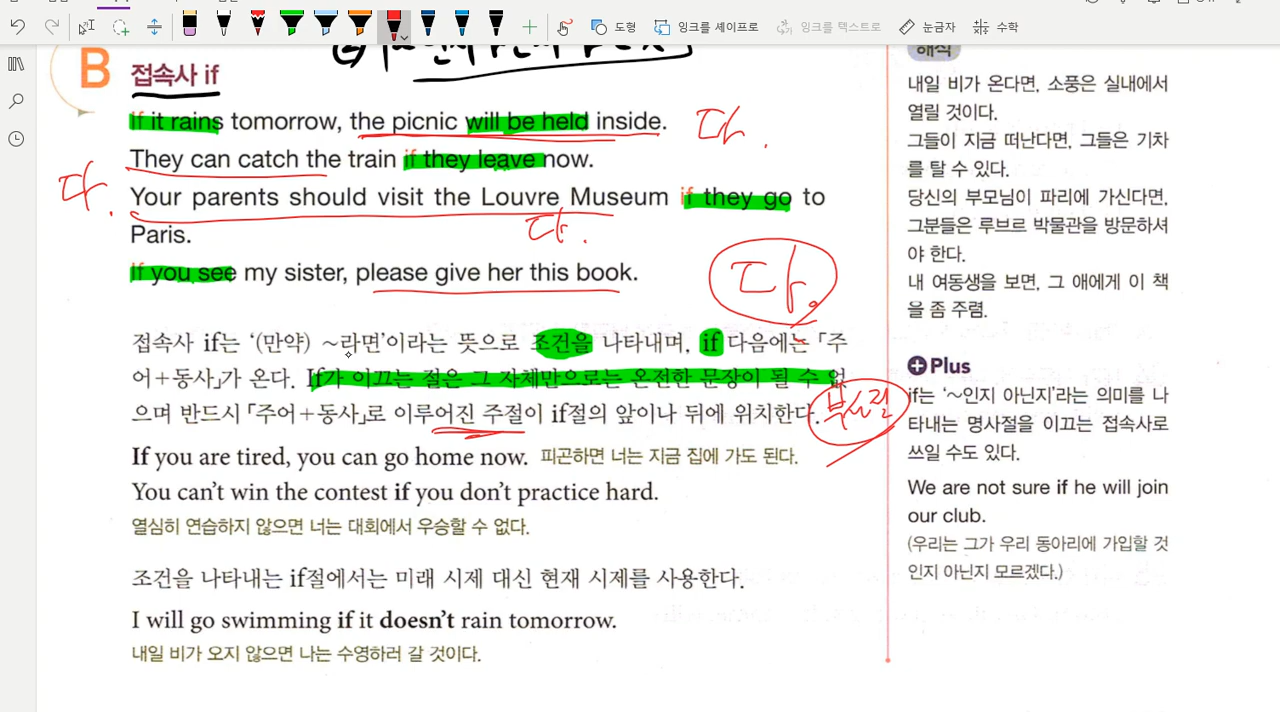 도형
잉크를 셰이프로
잉크를 텍스트로
눈금자
수학
B 접속사 if
If it rains tomorrow, the picnic will be held inside.
다.
They can catch the train if they leave now.
다.
Your parents should visit the Louvre Museum if they go to
Paris.
다.
If you see my sister, please give her this book.
다.
접속사 if는 ‘(만약) ~라면’이라는 뜻으로 조건을 나타내며, if 다음에는 「주
어+동사」가 온다. If가 이끄는 절은 그 자체만으로는 온전한 문장이 될 수 없
으며 반드시 「주어+동사」로 이루어진 주절이 if절의 앞이나 뒤에 위치한다.
부사절
If you are tired, you can go home now. 피곤하면 너는 지금 집에 가도 된다.
You can’t win the contest if you don’t practice hard.
열심히 연습하지 않으면 너는 대회에서 우승할 수 없다.
조건을 나타내는 if절에서는 미래 시제 대신 현재 시제를 사용한다.
I will go swimming if it doesn’t rain tomorrow.
내일 비가 오지 않으면 나는 수영하러 갈 것이다.
해석
내일 비가 온다면, 소풍은 실내에서
열릴 것이다.
그들이 지금 떠난다면, 그들은 기차
를 탈 수 있다.
당신의 부모님이 파리에 가신다면,
그분들은 루브르 박물관을 방문하셔
야 한다.
내 여동생을 보면, 그 애에게 이 책
을 좀 주렴.
Plus
if는 ‘~인지 아닌지’라는 의미를 나
타내는 명사절을 이끄는 접속사로
쓰일 수도 있다.
We are not sure if he will join
our club.
(우리는 그가 우리 동아리에 가입할 것
인지 아닌지 모르겠다.)